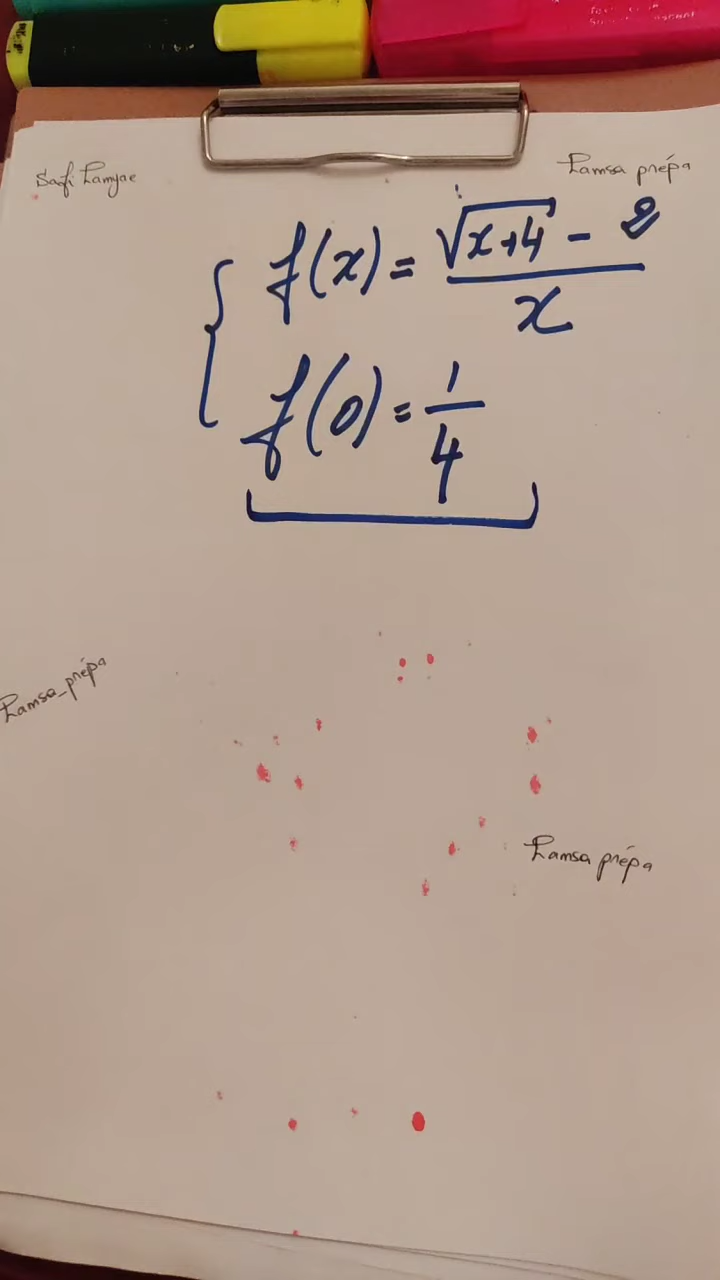 Safi Lamyae
Lamsa prépa
f(x) = (√(x+4) - 2) / x
f(0) = 1/4
Lamsa_prépa
Lamsa prépa